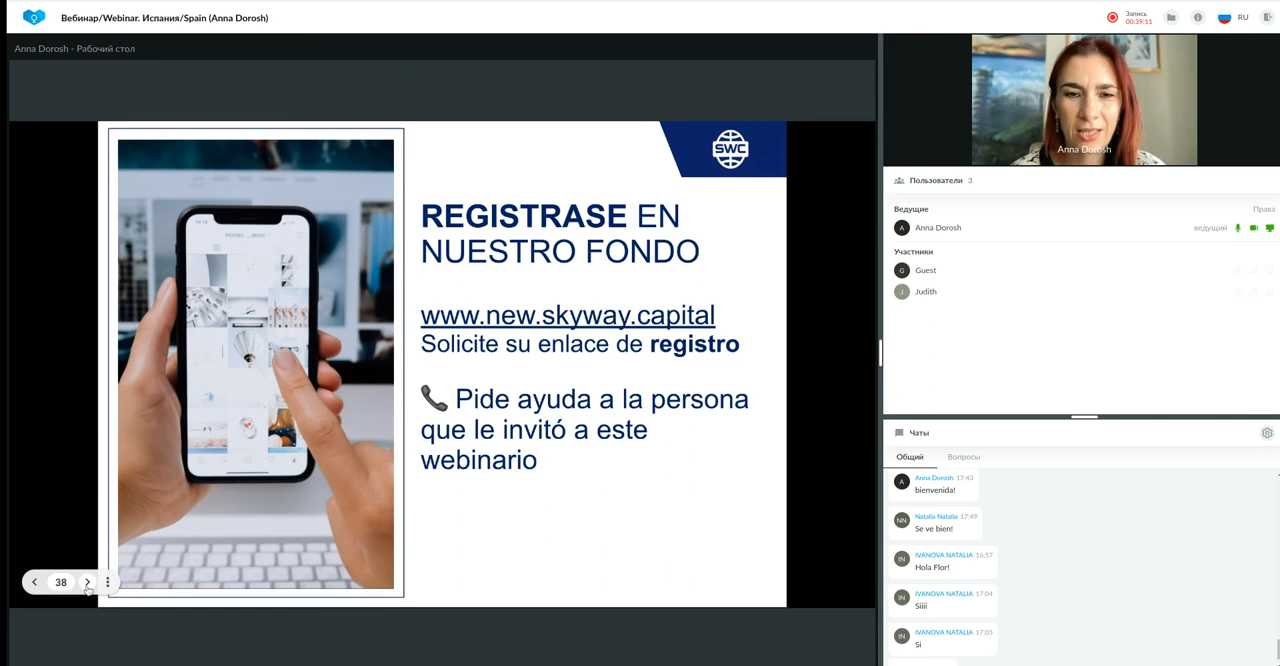 Вебинар/Webinar. Испания/Spain (Anna Dorosh)
Запись
00:39:11
RU
Anna Dorosh - Рабочий стол
SWC
REGISTRASE EN
NUESTRO FONDO
www.new.skyway.capital
Solicite su enlace de registro
📞 Pide ayuda a la persona
que le invitó a este
webinario
38
Anna Dorosh
Пользователи 3
Ведущие
Права
A
Anna Dorosh
ведущий
Участники
G
Guest
J
Judith
Чаты
Общий
Вопросы
A
Anna Dorosh 17:43
bienvenida!
NN
Natalia Natalia 17:49
Se ve bien!
IN
IVANOVA NATALIA 16:57
Hola Flor!
IN
IVANOVA NATALIA 17:04
Siiii
IN
IVANOVA NATALIA 17:05
Si